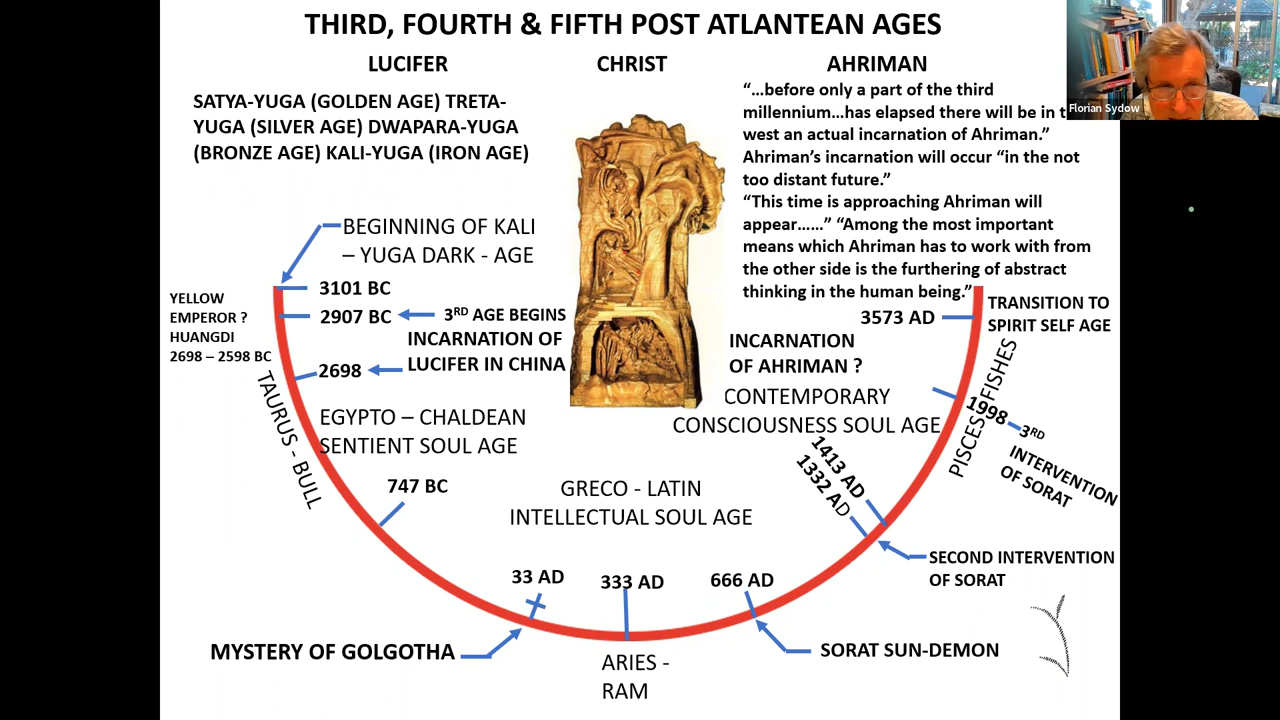 THIRD, FOURTH & FIFTH POST ATLANTEAN AGES
LUCIFER
CHRIST
AHRIMAN
SATYA-YUGA (GOLDEN AGE) TRETA-
YUGA (SILVER AGE) DWAPARA-YUGA
(BRONZE AGE) KALI-YUGA (IRON AGE)
“…before only a part of the third
millennium…has elapsed there will be in
west an actual incarnation of Ahriman.”
Ahriman’s incarnation will occur “in the not
too distant future.”
“This time is approaching Ahriman will
appear……” “Among the most important
means which Ahriman has to work with from
the other side is the furthering of abstract
thinking in the human being.”
Florian Sydow
BEGINNING OF KALI
– YUGA DARK - AGE
3101 BC
2907 BC
3RD AGE BEGINS
YELLOW
EMPEROR ?
HUANGDI
2698 – 2598 BC
INCARNATION OF
LUCIFER IN CHINA
2698
TAURUS - BULL
EGYPTO – CHALDEAN
SENTIENT SOUL AGE
747 BC
GRECO - LATIN
INTELLECTUAL SOUL AGE
33 AD
333 AD
666 AD
MYSTERY OF GOLGOTHA
ARIES -
RAM
SORAT SUN-DEMON
SECOND INTERVENTION
OF SORAT
1332 AD
1413 AD
CONTEMPORARY
CONSCIOUSNESS SOUL AGE
INCARNATION
OF AHRIMAN ?
3573 AD
TRANSITION TO
SPIRIT SELF AGE
PISCES - FISHES
1998 – 3RD
INTERVENTION
OF SORAT